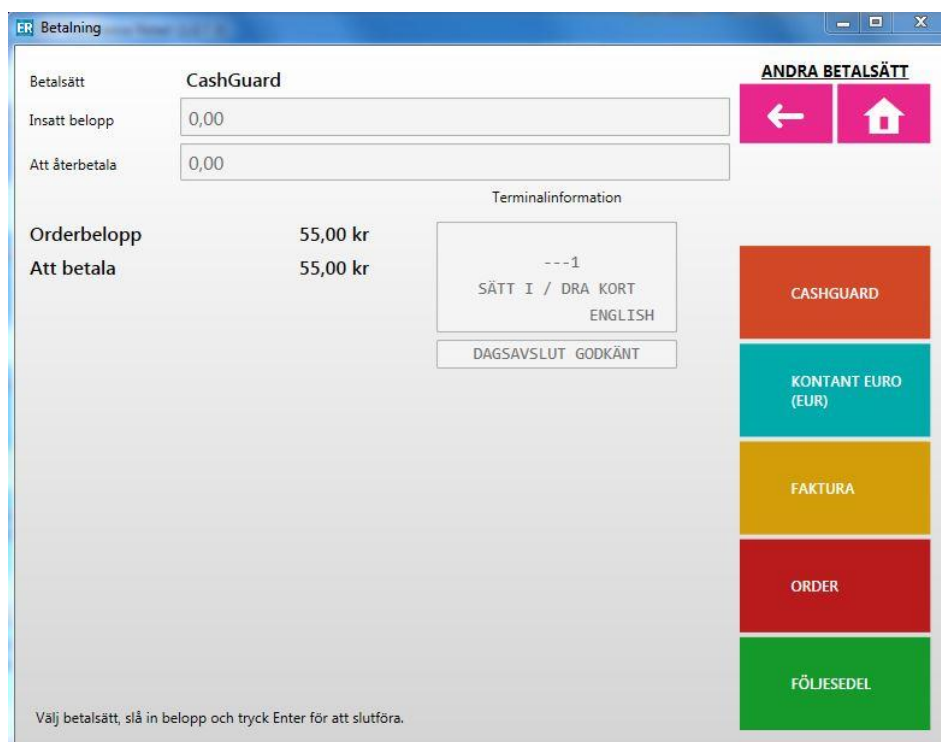 ER Betalning
Betalsätt CashGuard
Insatt belopp 0,00
Att återbetala 0,00
Terminalinformation
Orderbelopp 55,00 kr
Att betala 55,00 kr
---1
SÄTT I / DRA KORT
ENGLISH
DAGSAVSLUT GODKÄNT
ANDRA BETALSÄTT
CASHGUARD
KONTANT EURO
(EUR)
FAKTURA
ORDER
FÖLJESEDEL
Välj betalsätt, slå in belopp och tryck Enter för att slutföra.